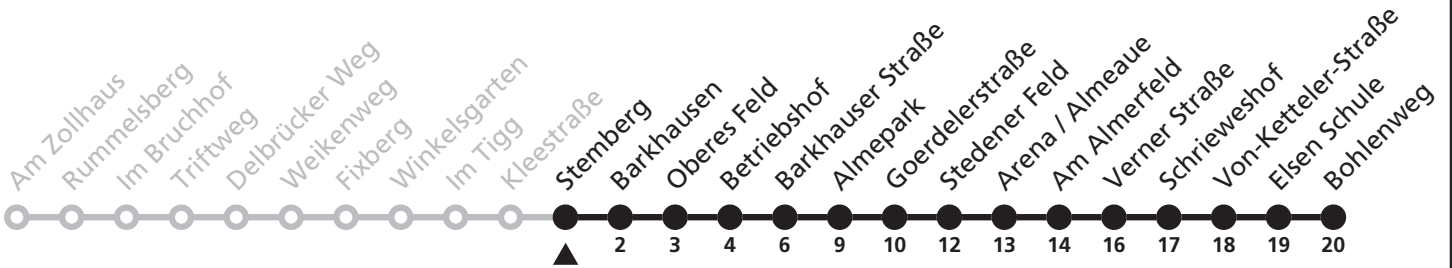 Am Zollhaus
Rummelsberg
Im Bruchhof
Triftweg
Delbrücker Weg
Weikenweg
Fixberg
Winkelsgarten
Im Tigg
Kleestraße
Stemberg
Barkhausen
Oberes Feld
Betriebshof
Barkhauser Straße
Almepark
Goerdelerstraße
Stedener Feld
Arena / Almeaue
Am Almerfeld
Verner Straße
Schrieweshof
Von-Ketteler-Straße
Elsen Schule
Bohlenweg
2 3 4 6 9 10 12 13 14 16 17 18 19 20